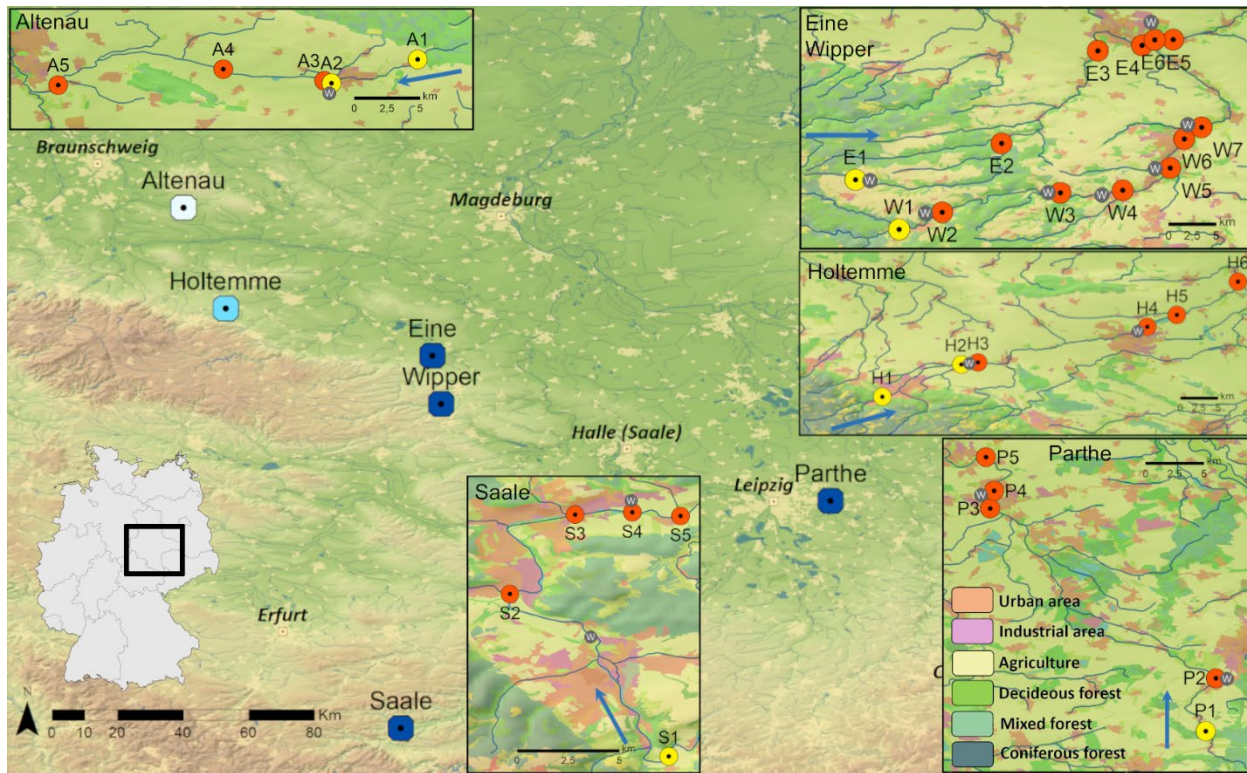 Altenau
A1
A2
A3
A4
A5
W
0 2,5 5 km
Eine
Wipper
E1
E2
E3
E4
E6
E5
W1
W2
W3
W4
W5
W6
W7
W
W
W
W
W
W
W
0 2,5 5 km
Braunschweig
Altenau
Magdeburg
Holtemme
Eine
Wipper
Halle (Saale)
Leipzig
Parthe
Erfurt
Saale
C
N
0 10 20 40 60 80 Km
Holtemme
H1
H2
H3
H4
H5
H6
W
W
0 2,5 5 km
Saale
S1
S2
S3
S4
S5
W
W
0 2,5 5 km
Parthe
0 2,5 5 km
P5
P4
P3
P2
P1
W
W
Urban area
Industrial area
Agriculture
Decideous forest
Mixed forest
Coniferous forest